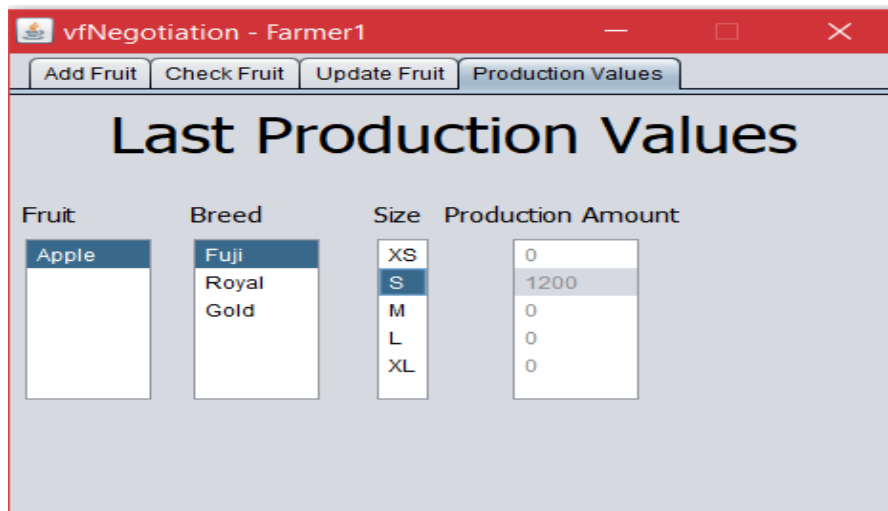 vfNegotiation - Farmer1
Add Fruit Check Fruit Update Fruit Production Values
Last Production Values
Fruit Breed Size Production Amount
Apple Fuji XS 0
Royal S 1200
Gold M 0
L 0
XL 0